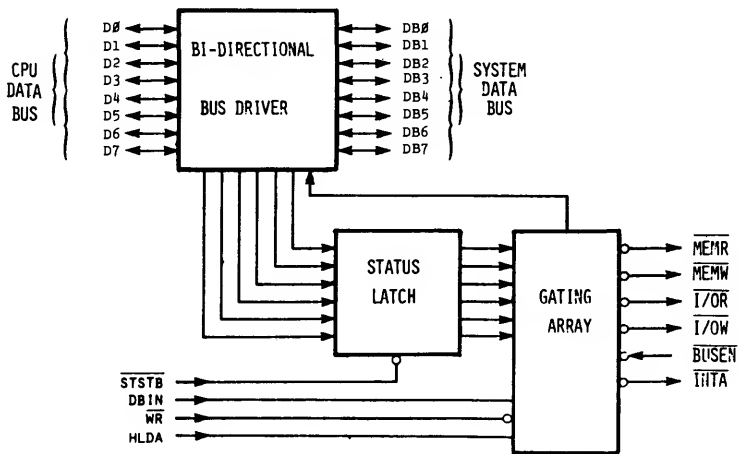 CPU
DATA
BUS
DØ
D1
D2
D3
D4
D5
D6
D7
BI-DIRECTIONAL
BUS DRIVER
DBØ
DB1
DB2
DB3
DB4
DB5
DB6
DB7
SYSTEM
DATA
BUS
STATUS
LATCH
GATING
ARRAY
MEMR
MEMW
I/OR
I/OW
BUSEN
INTA
STSTB
DBIN
WR
HLDA